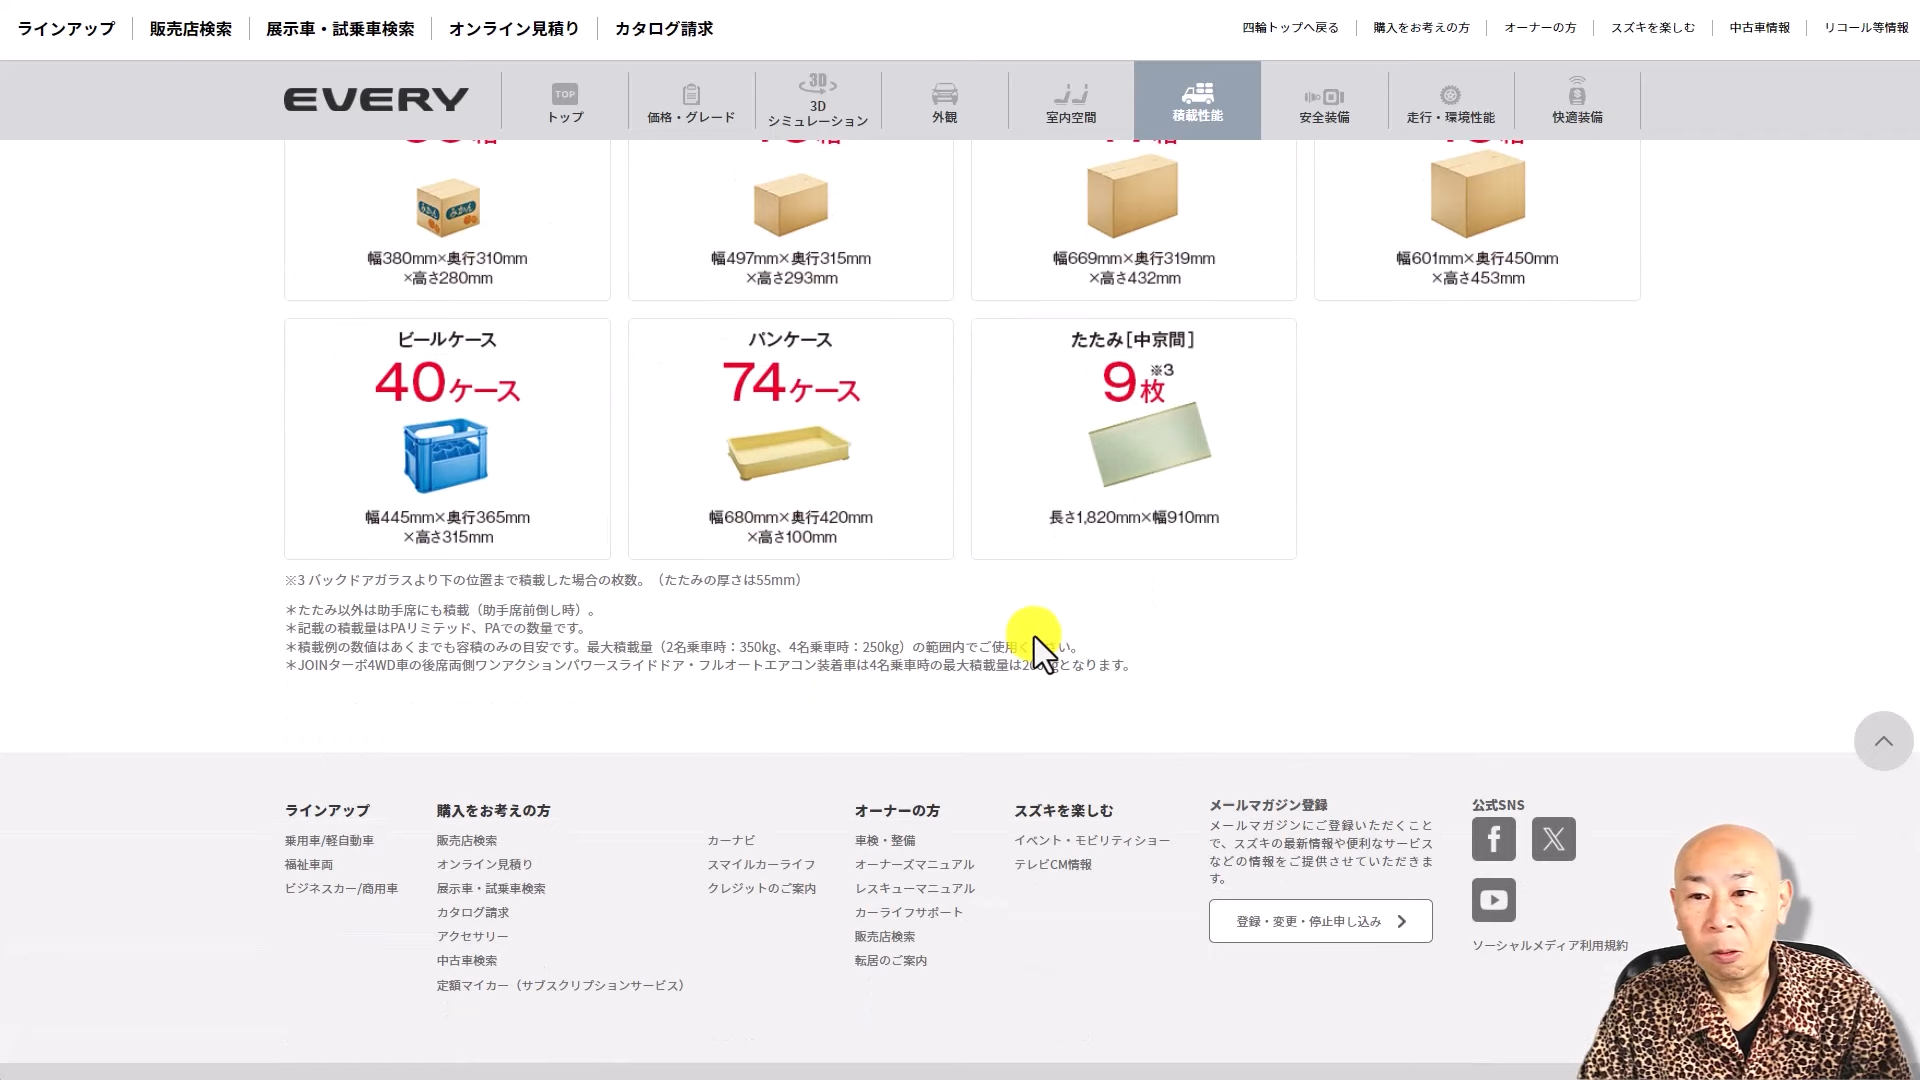 ラインアップ
販売店検索
展示車・試乗車検索
オンライン見積り
カタログ請求
四輪トップへ戻る
購入をお考えの方
オーナーの方
スズキを楽しむ
中古車情報
リコール等情報
EVERY
TOP
トップ
価格・グレード
3D
3D
シミュレーション
外観
室内空間
積載性能
安全装備
走行・環境性能
快適装備
みかん みかん
幅380mm×奥行310mm
×高さ280mm
幅497mm×奥行315mm
×高さ293mm
幅669mm×奥行319mm
×高さ432mm
幅601mm×奥行450mm
×高さ453mm
ビールケース
40ケース
幅445mm×奥行365mm
×高さ315mm
パンケース
74ケース
幅680mm×奥行420mm
×高さ100mm
たたみ[中京間]
9枚※3
長さ1,820mm×幅910mm
※3 バックドアガラスより下の位置まで積載した場合の枚数。（たたみの厚さは55mm）
＊たたみ以外は助手席にも積載（助手席前倒し時）。
＊記載の積載量はPAリミテッド、PAでの数量です。
＊積載例の数値はあくまでも容積のみの目安です。最大積載量（2名乗車時：350kg、4名乗車時：250kg）の範囲内でご使用ください。
＊JOINターボ4WD車の後席両側ワンアクションパワースライドドア・フルオートエアコン装着車は4名乗車時の最大積載量は200kgとなります。
ラインアップ
乗用車/軽自動車
福祉車両
ビジネスカー/商用車
購入をお考えの方
販売店検索
オンライン見積り
展示車・試乗車検索
カタログ請求
アクセサリー
中古車検索
定額マイカー（サブスクリプションサービス）
カーナビ
スマイルカーライフ
クレジットのご案内
オーナーの方
車検・整備
オーナーズマニュアル
レスキューマニュアル
カーライフサポート
販売店検索
転居のご案内
スズキを楽しむ
イベント・モビリティショー
テレビCM情報
メールマガジン登録
メールマガジンにご登録いただくこと
で、スズキの最新情報や便利なサービス
などの情報をご提供させていただきま
す。
登録・変更・停止申し込み
公式SNS
ソーシャルメディア利用規約